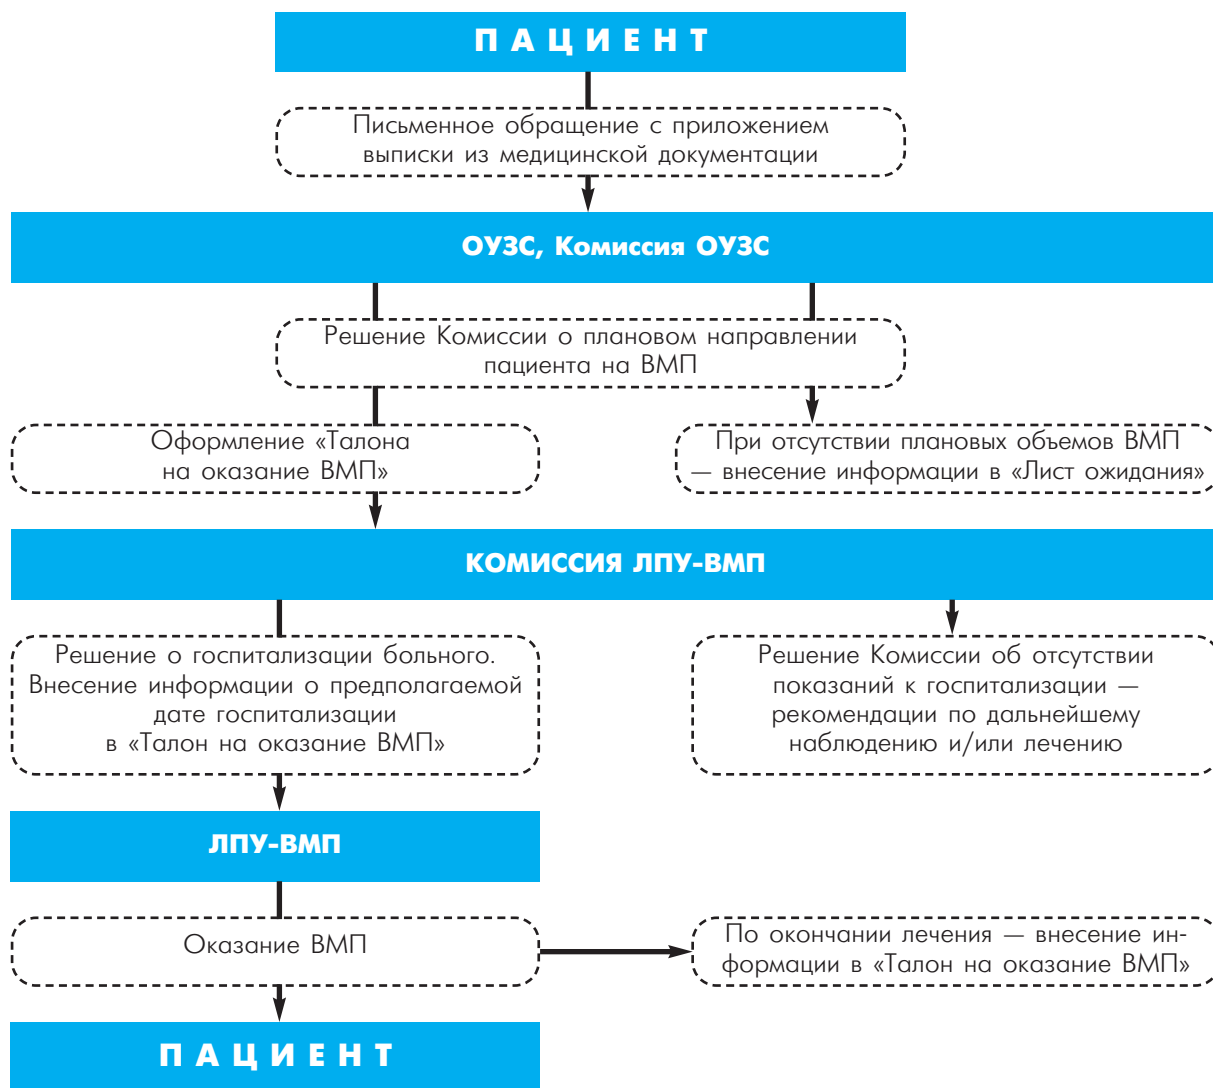 ПАЦИЕНТ
Письменное обращение с приложением
выписки из медицинской документации
ОУЗС, Комиссия ОУЗС
Решение Комиссии о плановом направлении
пациента на ВМП
Оформление «Талона
на оказание ВМП»
При отсутствии плановых объемов ВМП
— внесение информации в «Лист ожидания»
КОМИССИЯ ЛПУ-ВМП
Решение о госпитализации больного.
Внесение информации о предполагаемой
дате госпитализации
в «Талон на оказание ВМП»
Решение Комиссии об отсутствии
показаний к госпитализации —
рекомендации по дальнейшему
наблюдению и/или лечению
ЛПУ-ВМП
Оказание ВМП
По окончании лечения — внесение ин-
формации в «Талон на оказание ВМП»
ПАЦИЕНТ